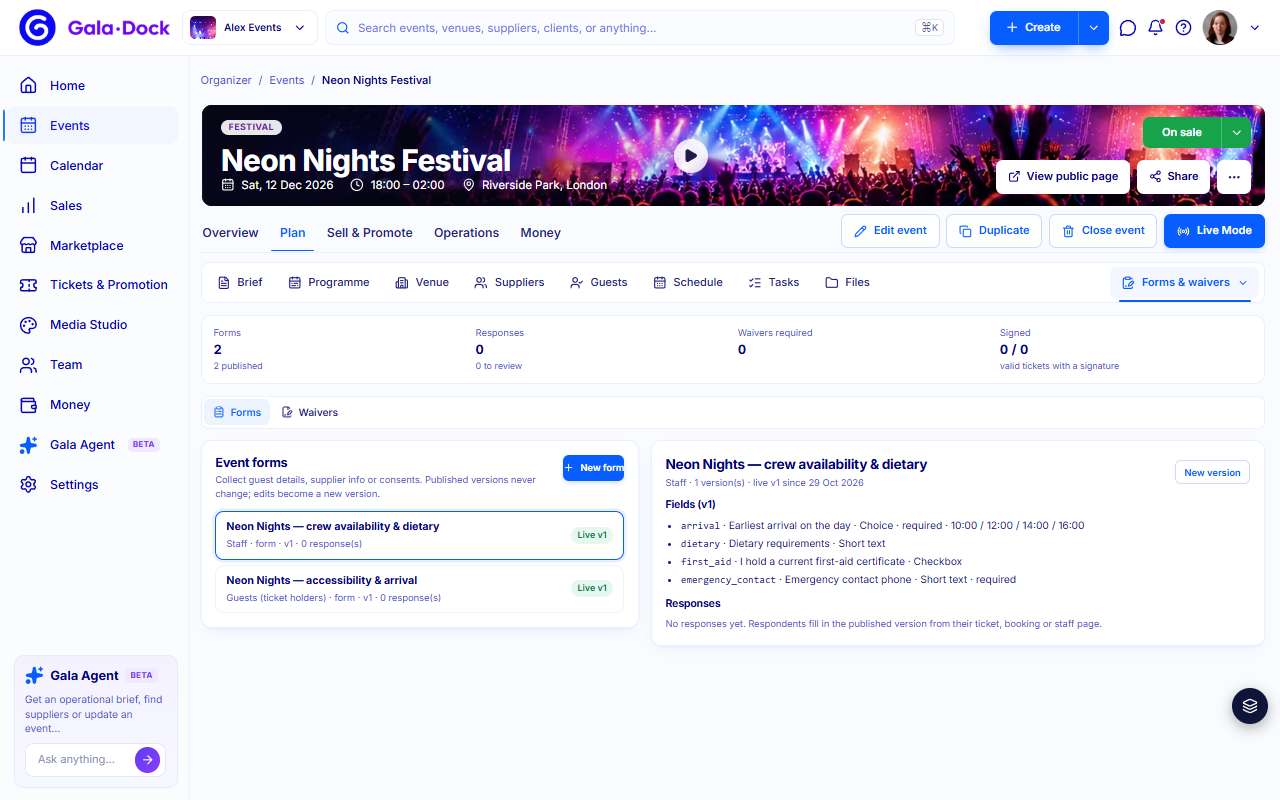 Gala·Dock
Alex Events
Search events, venues, suppliers, clients, or anything...
⌘K
+ Create
Home
Events
Calendar
Sales
Marketplace
Tickets & Promotion
Media Studio
Team
Money
Gala Agent BETA
Settings
Gala Agent BETA
Get an operational brief, find
suppliers or update an
event...
Ask anything...
Organizer / Events / Neon Nights Festival
FESTIVAL
Neon Nights Festival
Sat, 12 Dec 2026 18:00 – 02:00 Riverside Park, London
On sale
View public page
Share
Overview Plan Sell & Promote Operations Money
Edit event
Duplicate
Close event
Live Mode
Brief Programme Venue Suppliers Guests Schedule Tasks Files Forms & waivers
Forms
2
2 published
Responses
0
0 to review
Waivers required
0
Signed
0 / 0
valid tickets with a signature
Forms Waivers
Event forms
Collect guest details, supplier info or consents. Published versions never
change; edits become a new version.
+ New form
Neon Nights — crew availability & dietary
Staff · form · v1 · 0 response(s)
Live v1
Neon Nights — accessibility & arrival
Guests (ticket holders) · form · v1 · 0 response(s)
Live v1
Neon Nights — crew availability & dietary
Staff · 1 version(s) · live v1 since 29 Oct 2026
New version
Fields (v1)
• arrival · Earliest arrival on the day · Choice · required · 10:00 / 12:00 / 14:00 / 16:00
• dietary · Dietary requirements · Short text
• first_aid · I hold a current first-aid certificate · Checkbox
• emergency_contact · Emergency contact phone · Short text · required
Responses
No responses yet. Respondents fill in the published version from their ticket, booking or staff page.